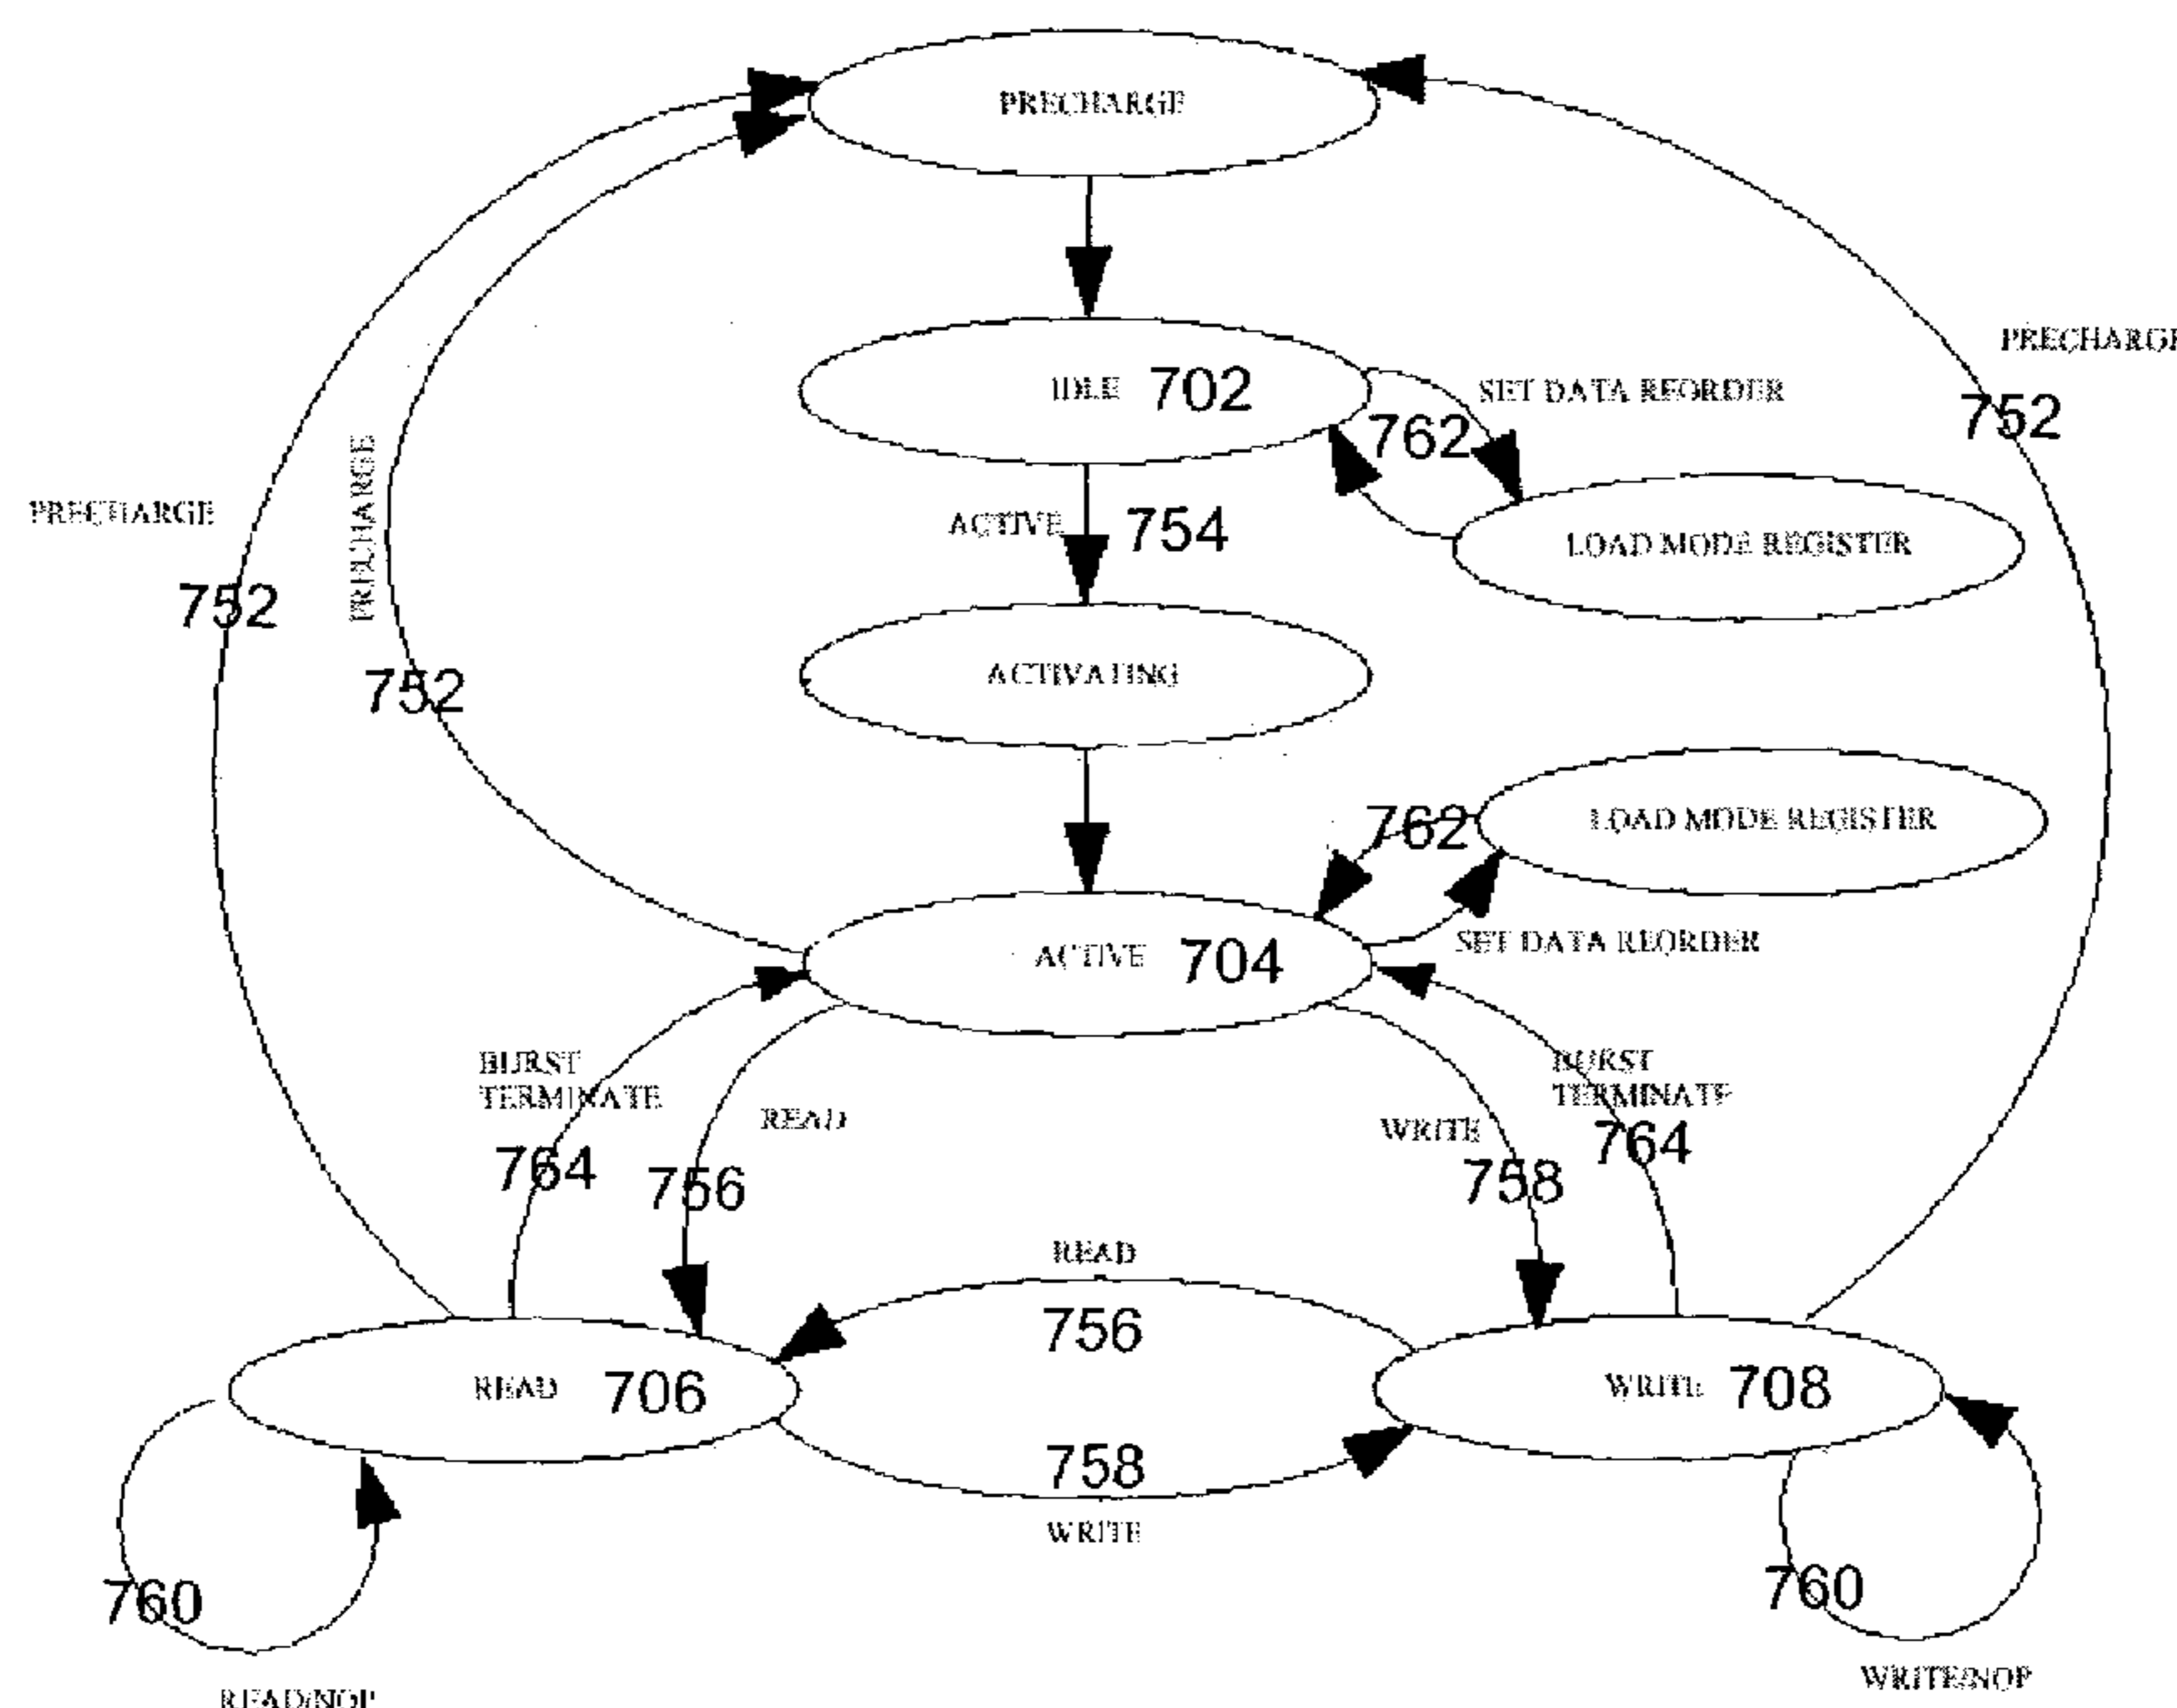 PRECHARGE
PRECHARGE
IDLE 702
SET DATA REORDER
762
752
ACTIVE 754
LOAD MODE REGISTER
PRECHARGE
PRECHARGE
752
752
ACTIVATING
762
LOAD MODE REGISTER
ACTIVE 704
SET DATA REORDER
BURST
TERMINATE
764
READ
756
WRITE
758
BURST
TERMINATE
764
READ
756
READ 706
WRITE 708
758
WRITE
760
READ/NOP
760
WRITE/NOP